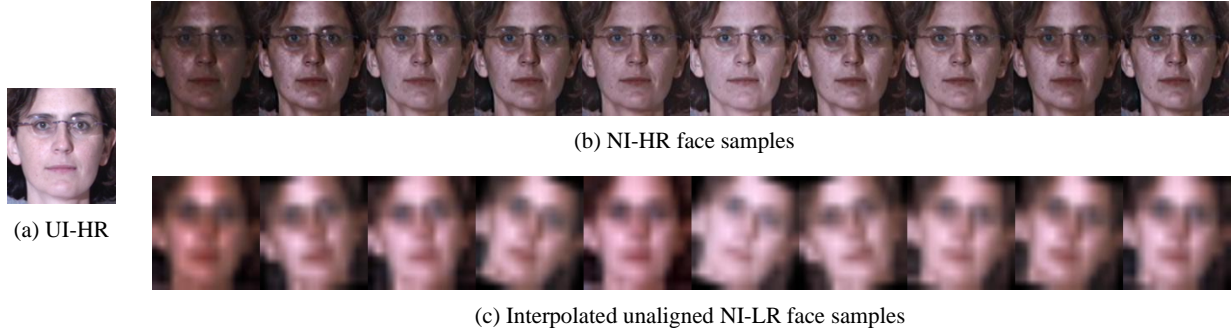 (b) NI-HR face samples
(a) UI-HR
(c) Interpolated unaligned NI-LR face samples